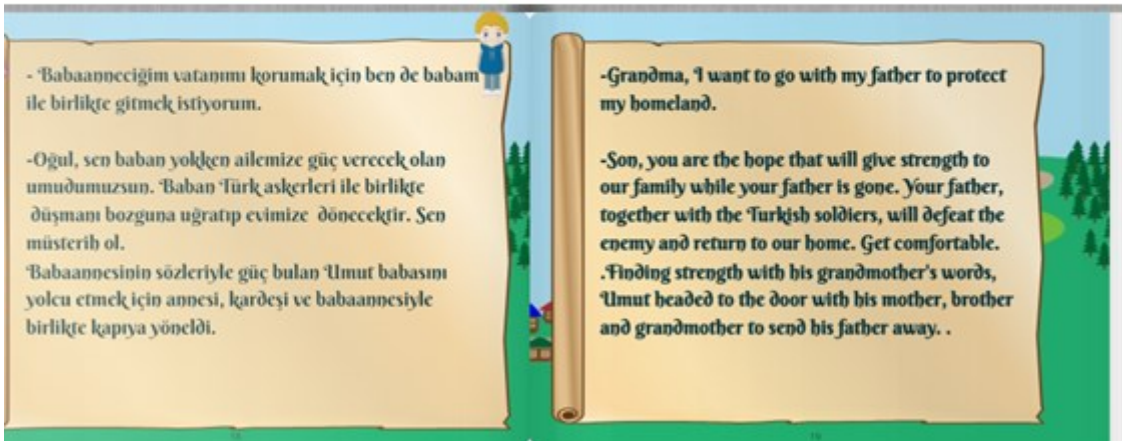 - Babaanneciğim vatanımı korumak için ben de babam
ile birlikte gitmek istiyorum.
-Oğul, sen baban yokken ailemize güç verecek olan
umudumuzsun. Baban Türk askerleri ile birlikte
düşmanı bozguna uğratıp evimize dönecektir. Sen
müsterih ol.
Babaannesinin sözleriyle güç bulan Umut babasını
yolcu etmek için annesi, kardeşi ve babaannesiyle
birlikte kapıya yöneldi.
-Grandma, I want to go with my father to protect
my homeland.
-Son, you are the hope that will give strength to
our family while your father is gone. Your father,
together with the Turkish soldiers, will defeat the
enemy and return to our home. Get comfortable.
.Finding strength with his grandmother's words,
Umut headed to the door with his mother, brother
and grandmother to send his father away. .